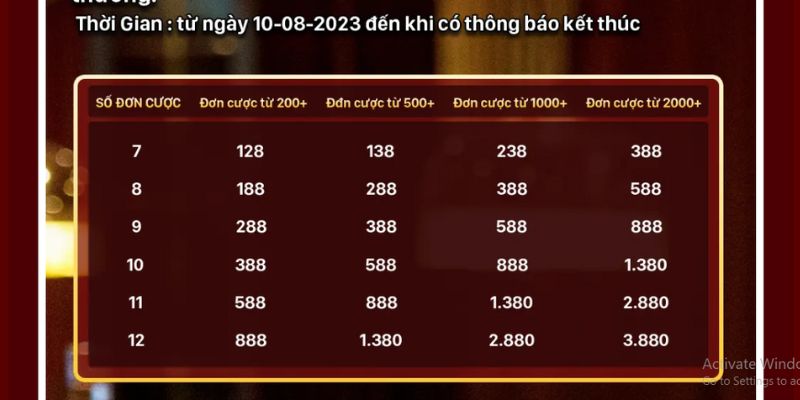 thưởng.
Thời Gian : từ ngày 10-08-2023 đến khi có thông báo kết thúc
SỐ ĐƠN CƯỢC Đơn cược từ 200+ Đđn cược từ 500+ Đơn cược từ 1000+ Đơn cược từ 2000+
7 128 138 238 388
8 188 288 388 588
9 288 388 588 888
10 388 588 888 1.380
11 588 888 1.380 2.880
12 888 1.380 2.880 3.880
Activate Windo
Go to Settings to ac